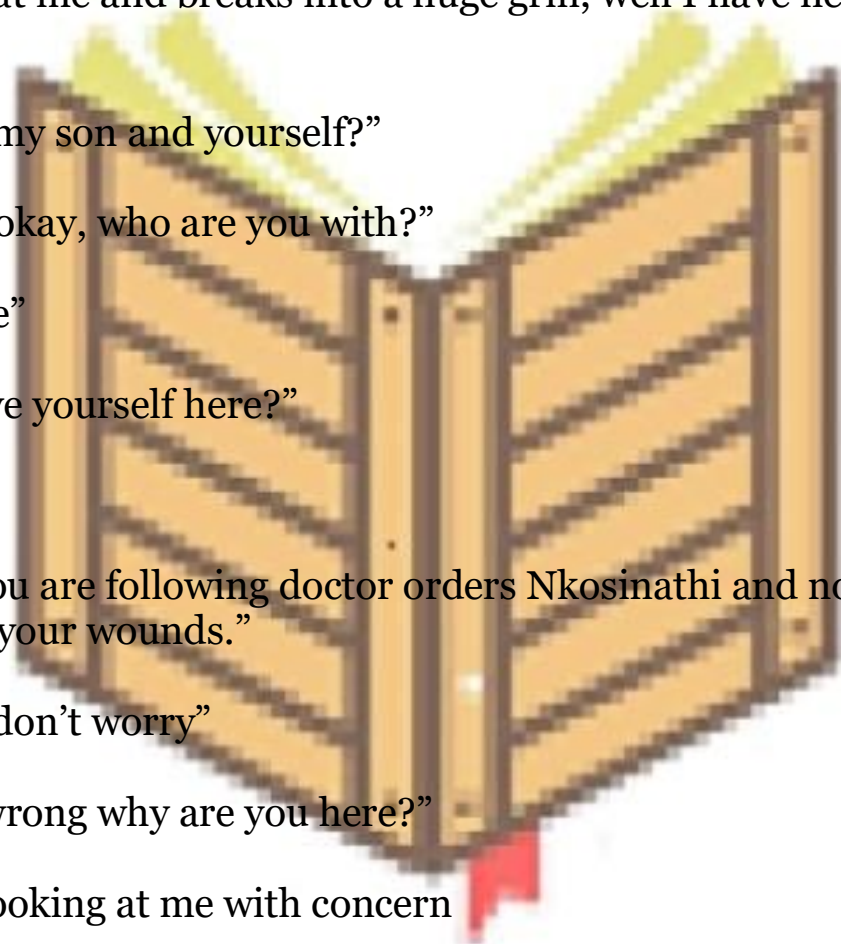 me and breaks into a huge grin, well I have
my son and yourself?”
okay, who are you with?”
e”
ve yourself here?”
ou are following doctor orders Nkosinathi and no
your wounds.”
don’t worry”
wrong why are you here?”
ooking at me with concern